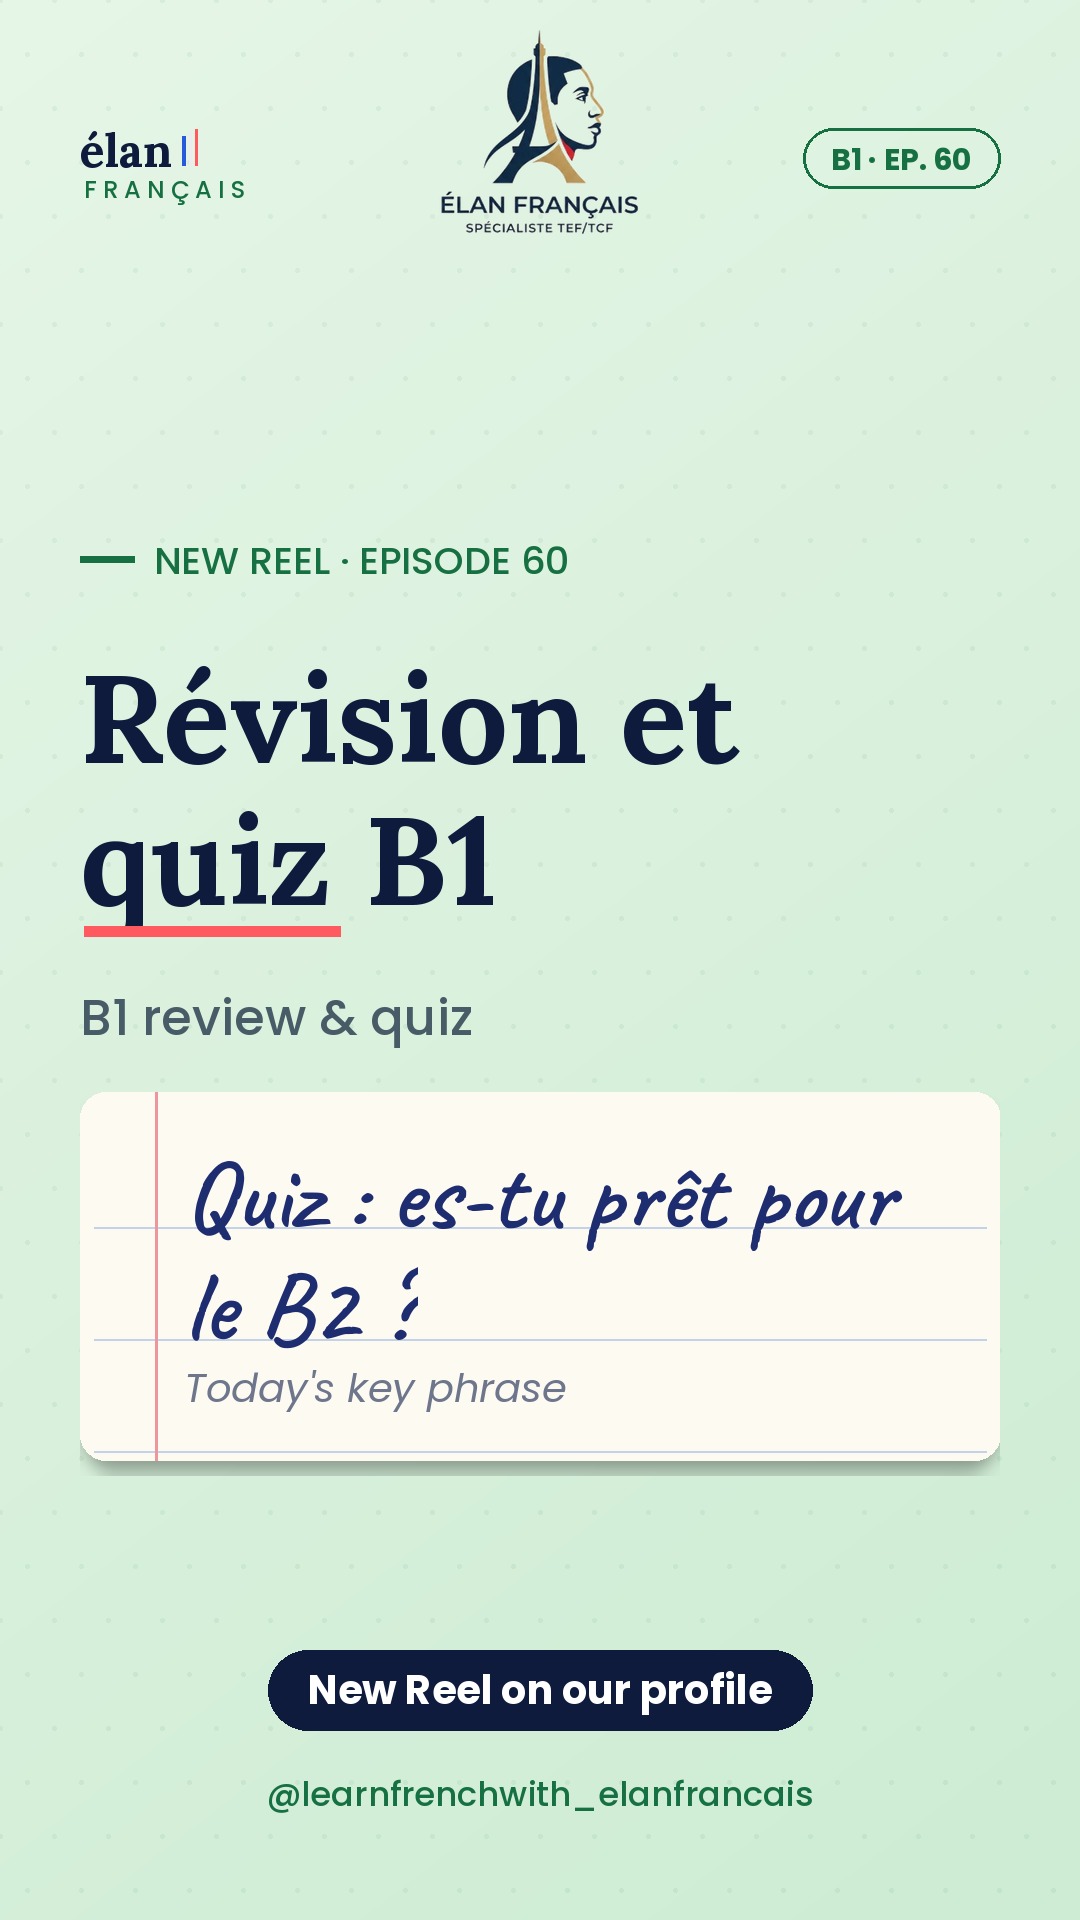 élan
FRANÇAIS
ÉLAN FRANÇAIS
SPÉCIALISTE TEF/TCF
B1 · EP. 60
NEW REEL · EPISODE 60
Révision et
quiz B1
B1 review & quiz
Quiz : es-tu prêt pour
le B2 ?
Today's key phrase
New Reel on our profile
@learnfrenchwith_elanfrancais